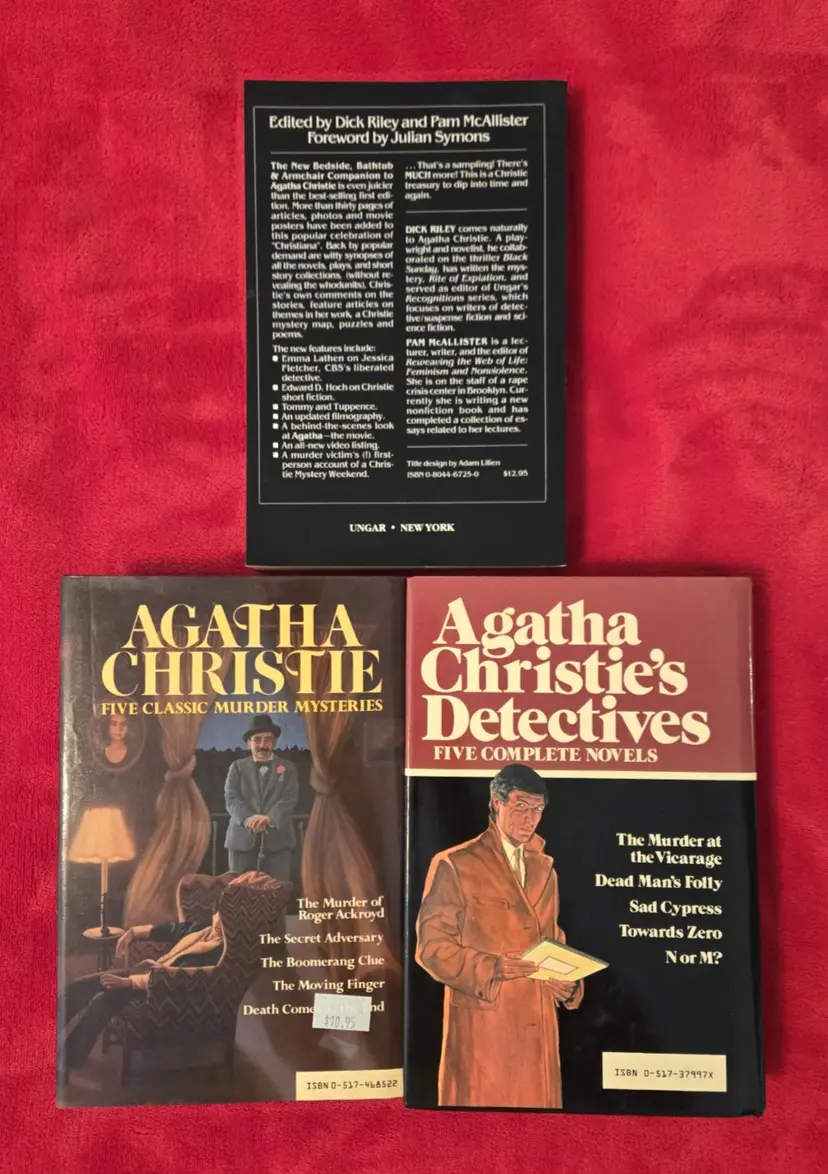 Edited by Dick Riley and Pam McAllister
Foreword by Julian Symons
The New Bedside, Bathtub
& Armchair Companion to
Agatha Christie is even juicier
than the best-selling first edi-
tion. More than thirty pages of
articles, photos and movie
posters have been added to
this popular celebration of
"Christiana". Back by popular
demand are witty synopses of
all the novels, plays, and short
story collections, (without re-
vealing the whodunits), Chris-
tie's own comments on the
stories, feature articles on
themes in her work, a Christie
mystery map, puzzles and
poems.
The new features include:
■ Emma Lathen on Jessica
Fletcher, CBS's liberated
detective.
■ Edward D. Hoch on Christie
short fiction.
■ Tommy and Tuppence.
■ An updated filmography.
■ A behind-the-scenes look
at Agatha—the movie.
■ An all-new video listing.
■ A murder victim's (!) first-
person account of a Chris-
tie Mystery Weekend.
...That's a sampling! There's
MUCH more! This is a Christie
treasury to dip into time and
again.
DICK RILEY comes naturally
to Agatha Christie. A play-
wright and novelist, he collab-
orated on the thriller Black
Sunday, has written the mys-
tery, Rite of Expiation, and
served as editor of Ungar's
Recognitions series, which
focuses on writers of detec-
tive/suspense fiction and sci-
ence fiction.
PAM McALLISTER is a lec-
turer, writer, and the editor of
Reweaving the Web of Life:
Feminism and Nonviolence.
She is on the staff of a rape
crisis center in Brooklyn. Cur-
rently she is writing a new
nonfiction book and has
completed a collection of es-
says related to her lectures.
Title design by Adam Lilien
ISBN 0-8044-6725-0 $12.95
UNGAR • NEW YORK
AGATHA
CHRISTIE
FIVE CLASSIC MURDER MYSTERIES
The Murder of
Roger Ackroyd
The Secret Adversary
The Boomerang Clue
The Moving Finger
Death Come nd
$10.95
ISBN 0-517-468522
Agatha
Christie's
Detectives
FIVE COMPLETE NOVELS
The Murder at
the Vicarage
Dead Man's Folly
Sad Cypress
Towards Zero
N or M?
ISBN 0-517-37997X